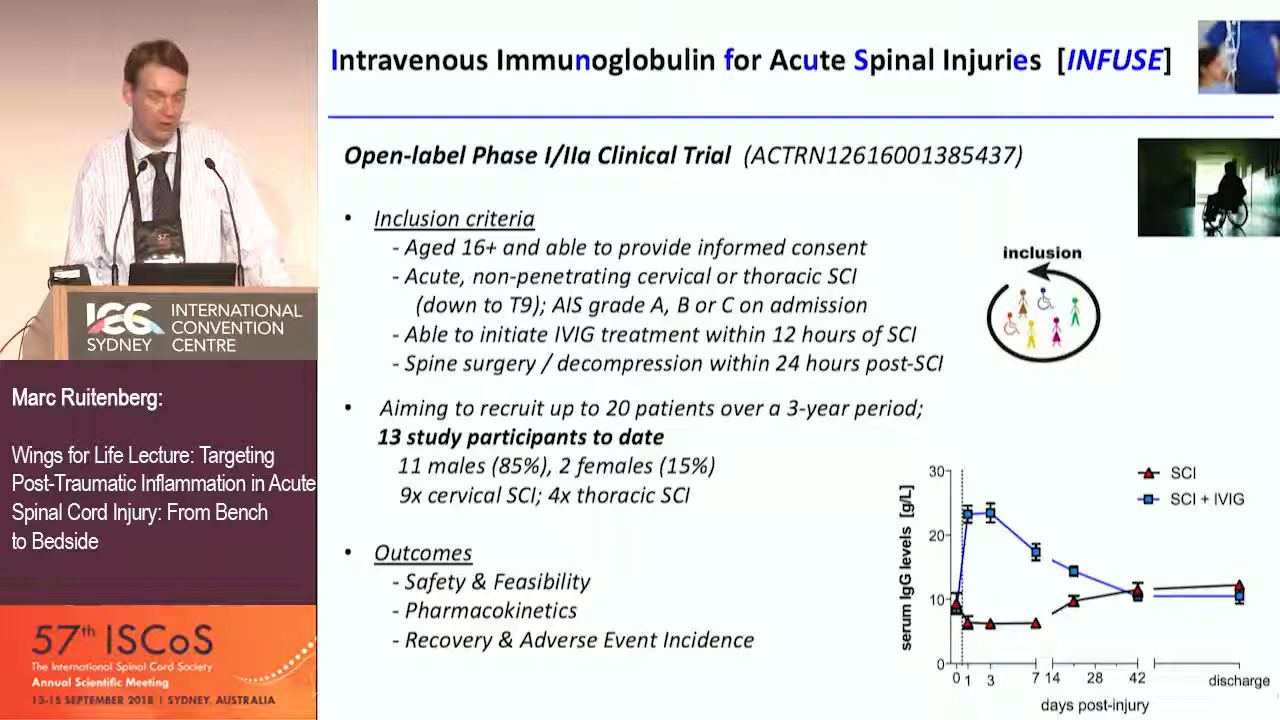 Intravenous Immunoglobulin for Acute Spinal Injuries [INFUSE]
Open-label Phase I/IIa Clinical Trial (ACTRN12616001385437)
• Inclusion criteria
- Aged 16+ and able to provide informed consent
- Acute, non-penetrating cervical or thoracic SCI
(down to T9); AIS grade A, B or C on admission
- Able to initiate IVIG treatment within 12 hours of SCI
- Spine surgery / decompression within 24 hours post-SCI
inclusion
• Aiming to recruit up to 20 patients over a 3-year period;
13 study participants to date
11 males (85%), 2 females (15%)
9x cervical SCI; 4x thoracic SCI
• Outcomes
- Safety & Feasibility
- Pharmacokinetics
- Recovery & Adverse Event Incidence
SCI
SCI + IVIG
serum IgG levels [g/L]
30
20
10
0
0 1 3 7 14 28 42 discharge
days post-injury
57th
ICC
SYDNEY
INTERNATIONAL
CONVENTION
CENTRE
Marc Ruitenberg:
Wings for Life Lecture: Targeting
Post-Traumatic Inflammation in Acute
Spinal Cord Injury: From Bench
to Bedside
57th ISCoS
The International Spinal Cord Society
Annual Scientific Meeting
13-15 SEPTEMBER 2018 | SYDNEY, AUSTRALIA